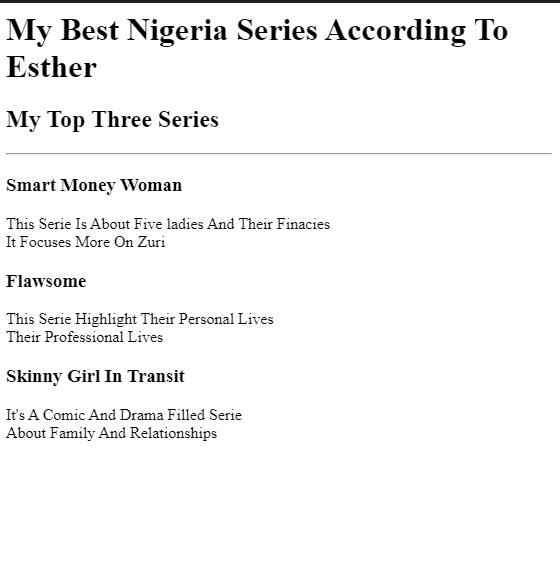 My Best Nigeria Series According To
Esther
My Top Three Series
Smart Money Woman
This Serie Is About Five ladies And Their Finacies
It Focuses More On Zuri
Flawsome
This Serie Highlight Their Personal Lives
Their Professional Lives
Skinny Girl In Transit
It's A Comic And Drama Filled Serie
About Family And Relationships